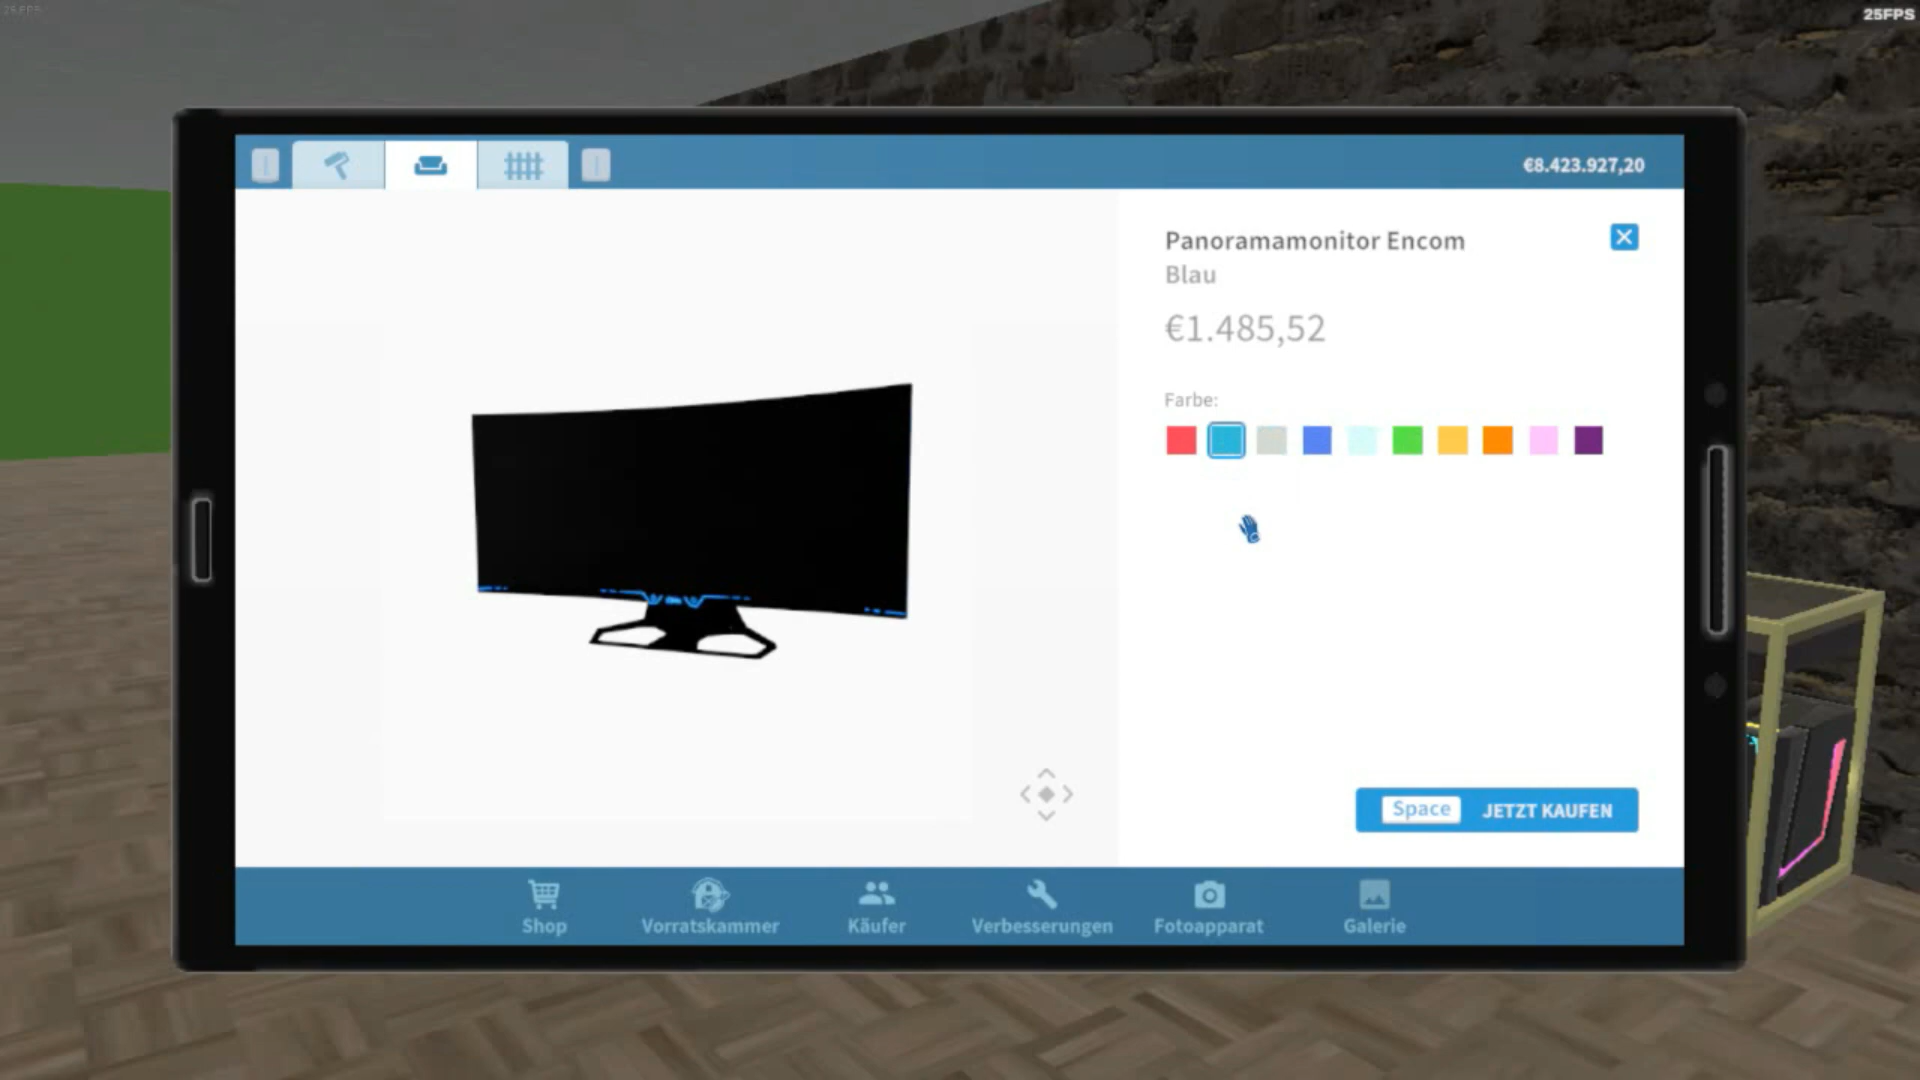 25FPS
€8.423.927,20
Panoramamonitor Encom
Blau
€1.485,52
Farbe:
Space JETZT KAUFEN
Shop Vorratskammer Käufer Verbesserungen Fotoapparat Galerie